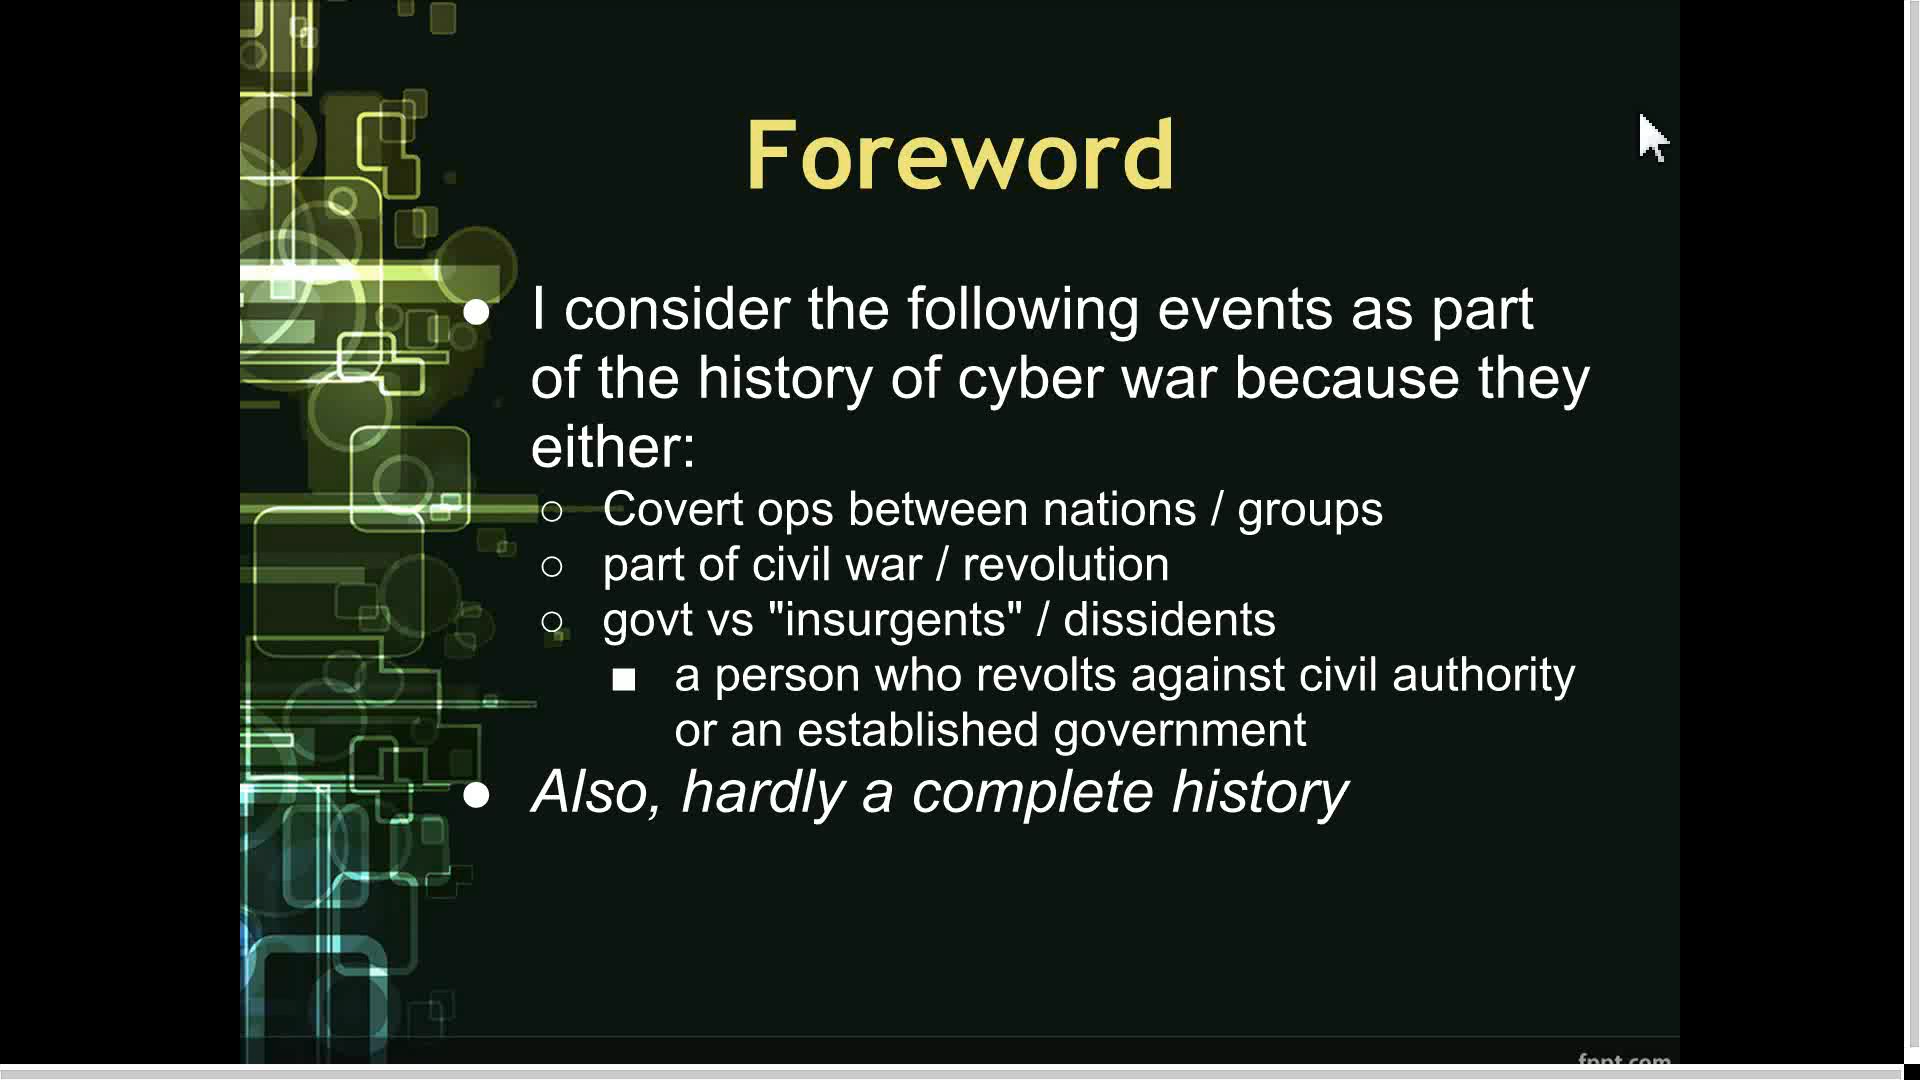 Foreword
● I consider the following events as part
of the history of cyber war because they
either:
○ Covert ops between nations / groups
○ part of civil war / revolution
○ govt vs "insurgents" / dissidents
■ a person who revolts against civil authority
or an established government
● Also, hardly a complete history
fppt.com